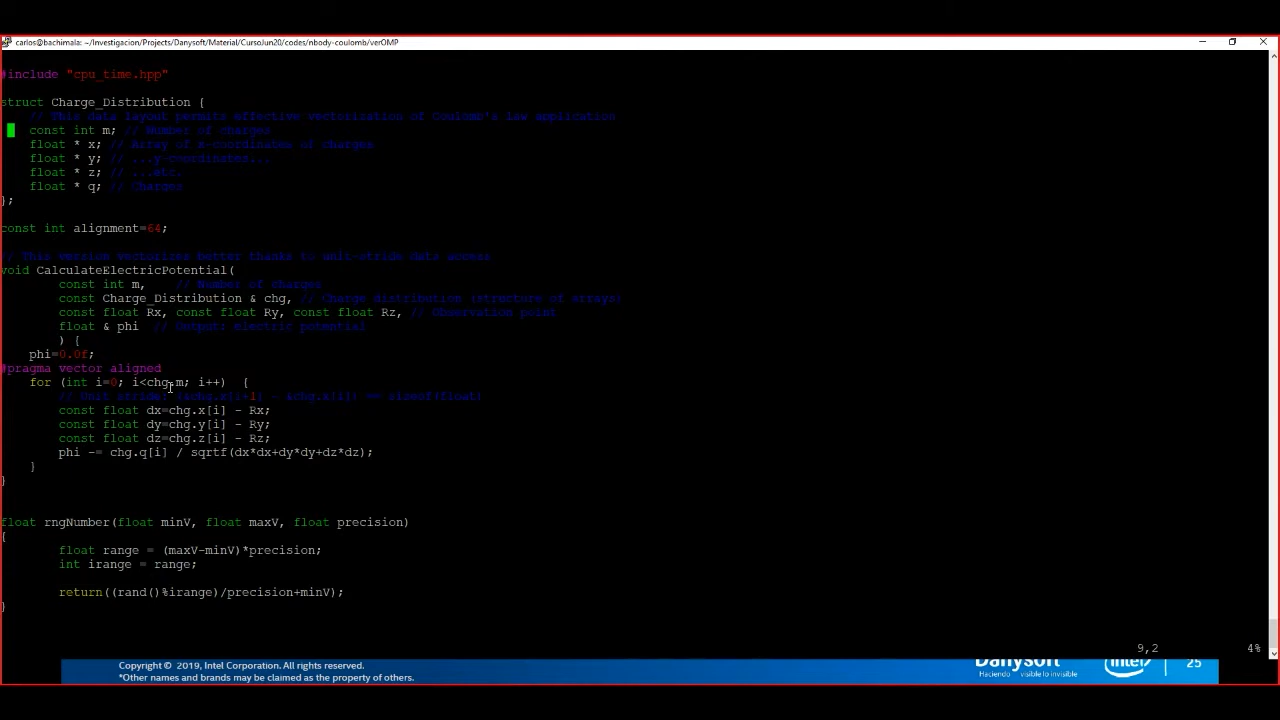 carlos@bachimala: ~/Investigacion/Projects/Danysoft/Material/CursoJun20/codes/nbody-coulomb/verOMP
#include "cpu_time.hpp"
struct Charge_Distribution {
// This data layout permits effective vectorization of Coulomb's law application
const int m; // Number of charges
float * x; // Array of x-coordinates of charges
float * y; // ...y-coordinates...
float * z; // ...etc.
float * q; // Charges
};
const int alignment=64;
// This version vectorizes better thanks to unit-stride data access
void CalculateElectricPotential(
const int m, // Number of charges
const Charge_Distribution & chg, // Charge distribution (structure of arrays)
const float Rx, const float Ry, const float Rz, // Observation point
float & phi // Output: electric potential
) {
phi=0.0f;
#pragma vector aligned
for (int i=0; i<chg.m; i++) {
// Unit stride: (&chg.x[i+1] - &chg.x[i]) == sizeof(float)
const float dx=chg.x[i] - Rx;
const float dy=chg.y[i] - Ry;
const float dz=chg.z[i] - Rz;
phi -= chg.q[i] / sqrtf(dx*dx+dy*dy+dz*dz);
}
}
float rngNumber(float minV, float maxV, float precision)
{
float range = (maxV-minV)*precision;
int irange = range;
return((rand()%irange)/precision+minV);
}
9,2 4%
Copyright © 2019, Intel Corporation. All rights reserved.
*Other names and brands may be claimed as the property of others.
Danysoft
Haciendo visible lo invisible
intel
25